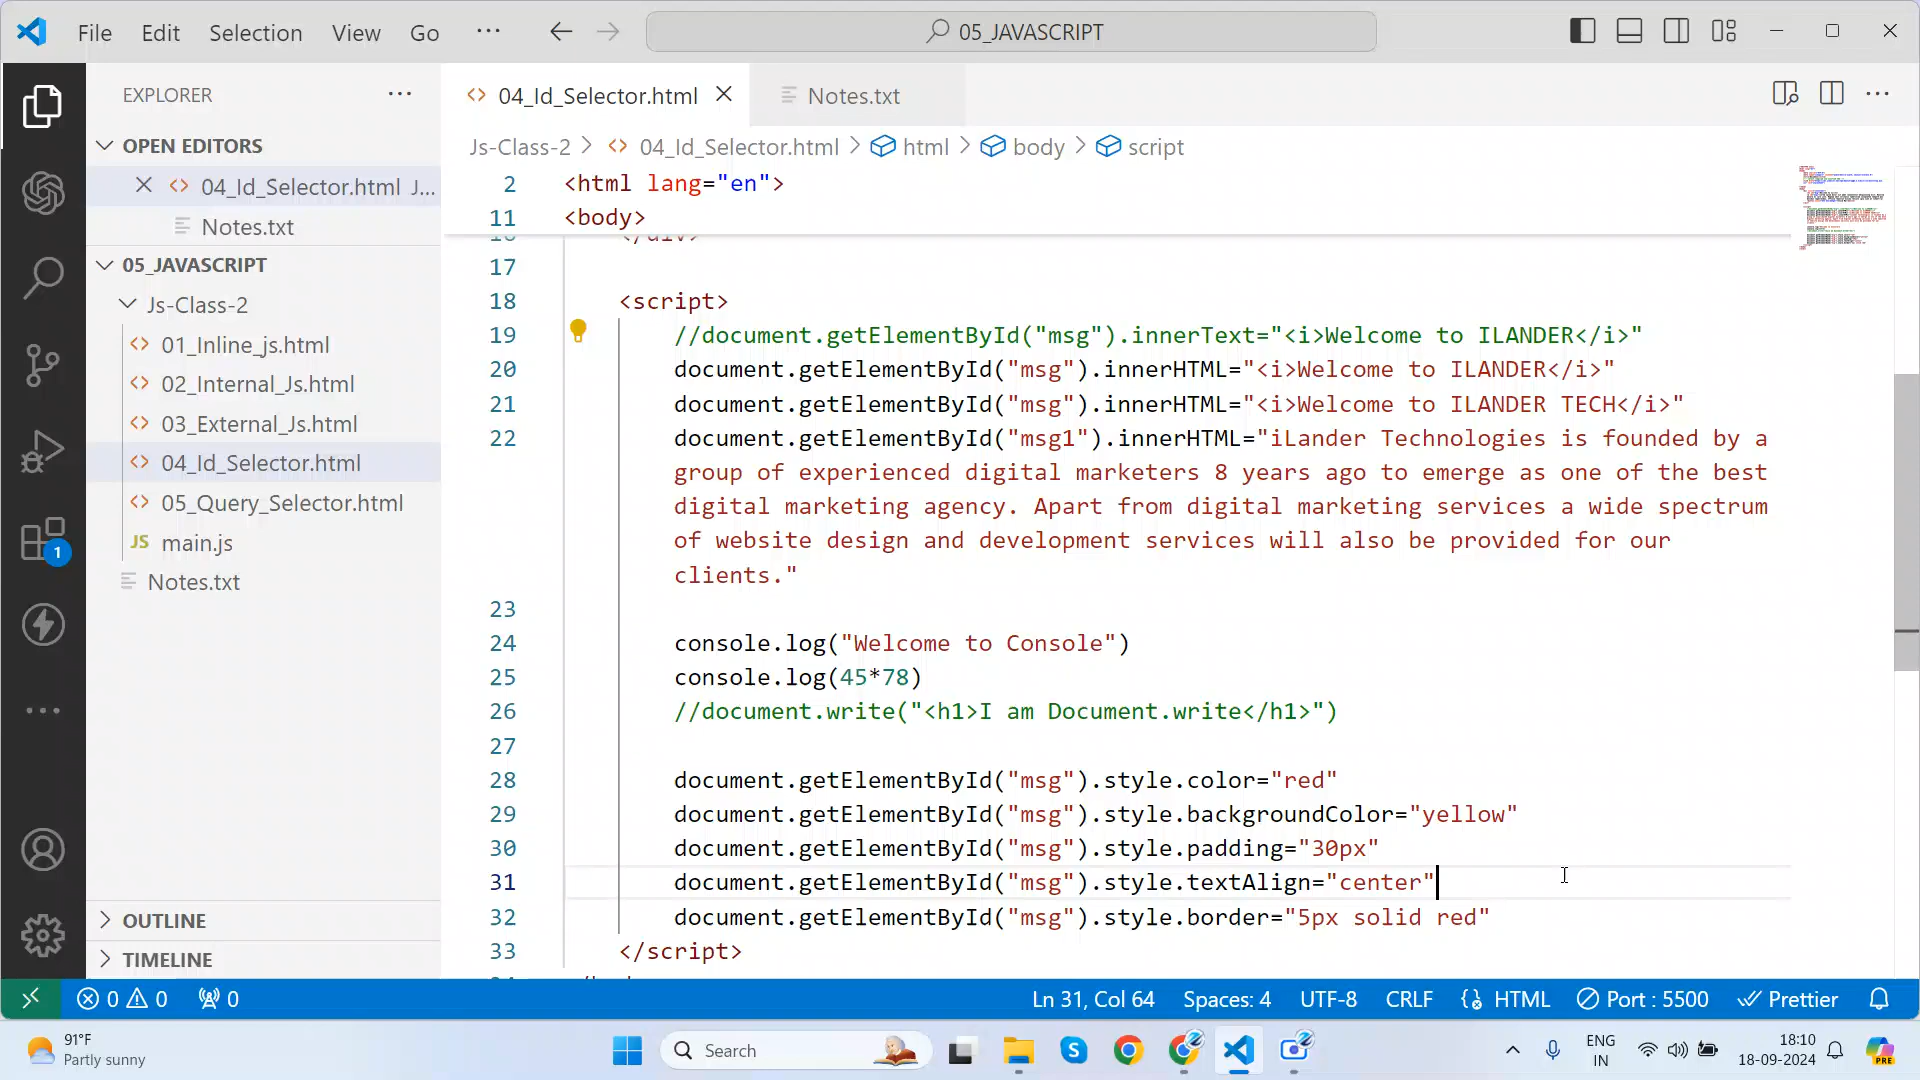 File Edit Selection View Go ··· 05_JAVASCRIPT
EXPLORER ···
04_Id_Selector.html
Notes.txt
OPEN EDITORS
04_Id_Selector.html J...
Notes.txt
05_JAVASCRIPT
Js-Class-2
01_Inline_js.html
02_Internal_Js.html
03_External_Js.html
04_Id_Selector.html
05_Query_Selector.html
JS main.js
Notes.txt
OUTLINE
TIMELINE
1
Js-Class-2 > 04_Id_Selector.html > html > body > script
2 <html lang="en">
11 <body>
17
18 <script>
19 //document.getElementById("msg").innerText="<i>Welcome to ILANDER</i>"
20 document.getElementById("msg").innerHTML="<i>Welcome to ILANDER</i>"
21 document.getElementById("msg").innerHTML="<i>Welcome to ILANDER TECH</i>"
22 document.getElementById("msg1").innerHTML="iLander Technologies is founded by a
group of experienced digital marketers 8 years ago to emerge as one of the best
digital marketing agency. Apart from digital marketing services a wide spectrum
of website design and development services will also be provided for our
clients."
23
24 console.log("Welcome to Console")
25 console.log(45*78)
26 //document.write("<h1>I am Document.write</h1>")
27
28 document.getElementById("msg").style.color="red"
29 document.getElementById("msg").style.backgroundColor="yellow"
30 document.getElementById("msg").style.padding="30px"
31 document.getElementById("msg").style.textAlign="center"
32 document.getElementById("msg").style.border="5px solid red"
33 </script>
0 0 0 Ln 31, Col 64 Spaces: 4 UTF-8 CRLF HTML Port : 5500 Prettier
91°F
Partly sunny
Search
ENG
IN
18:10
18-09-2024
PRE